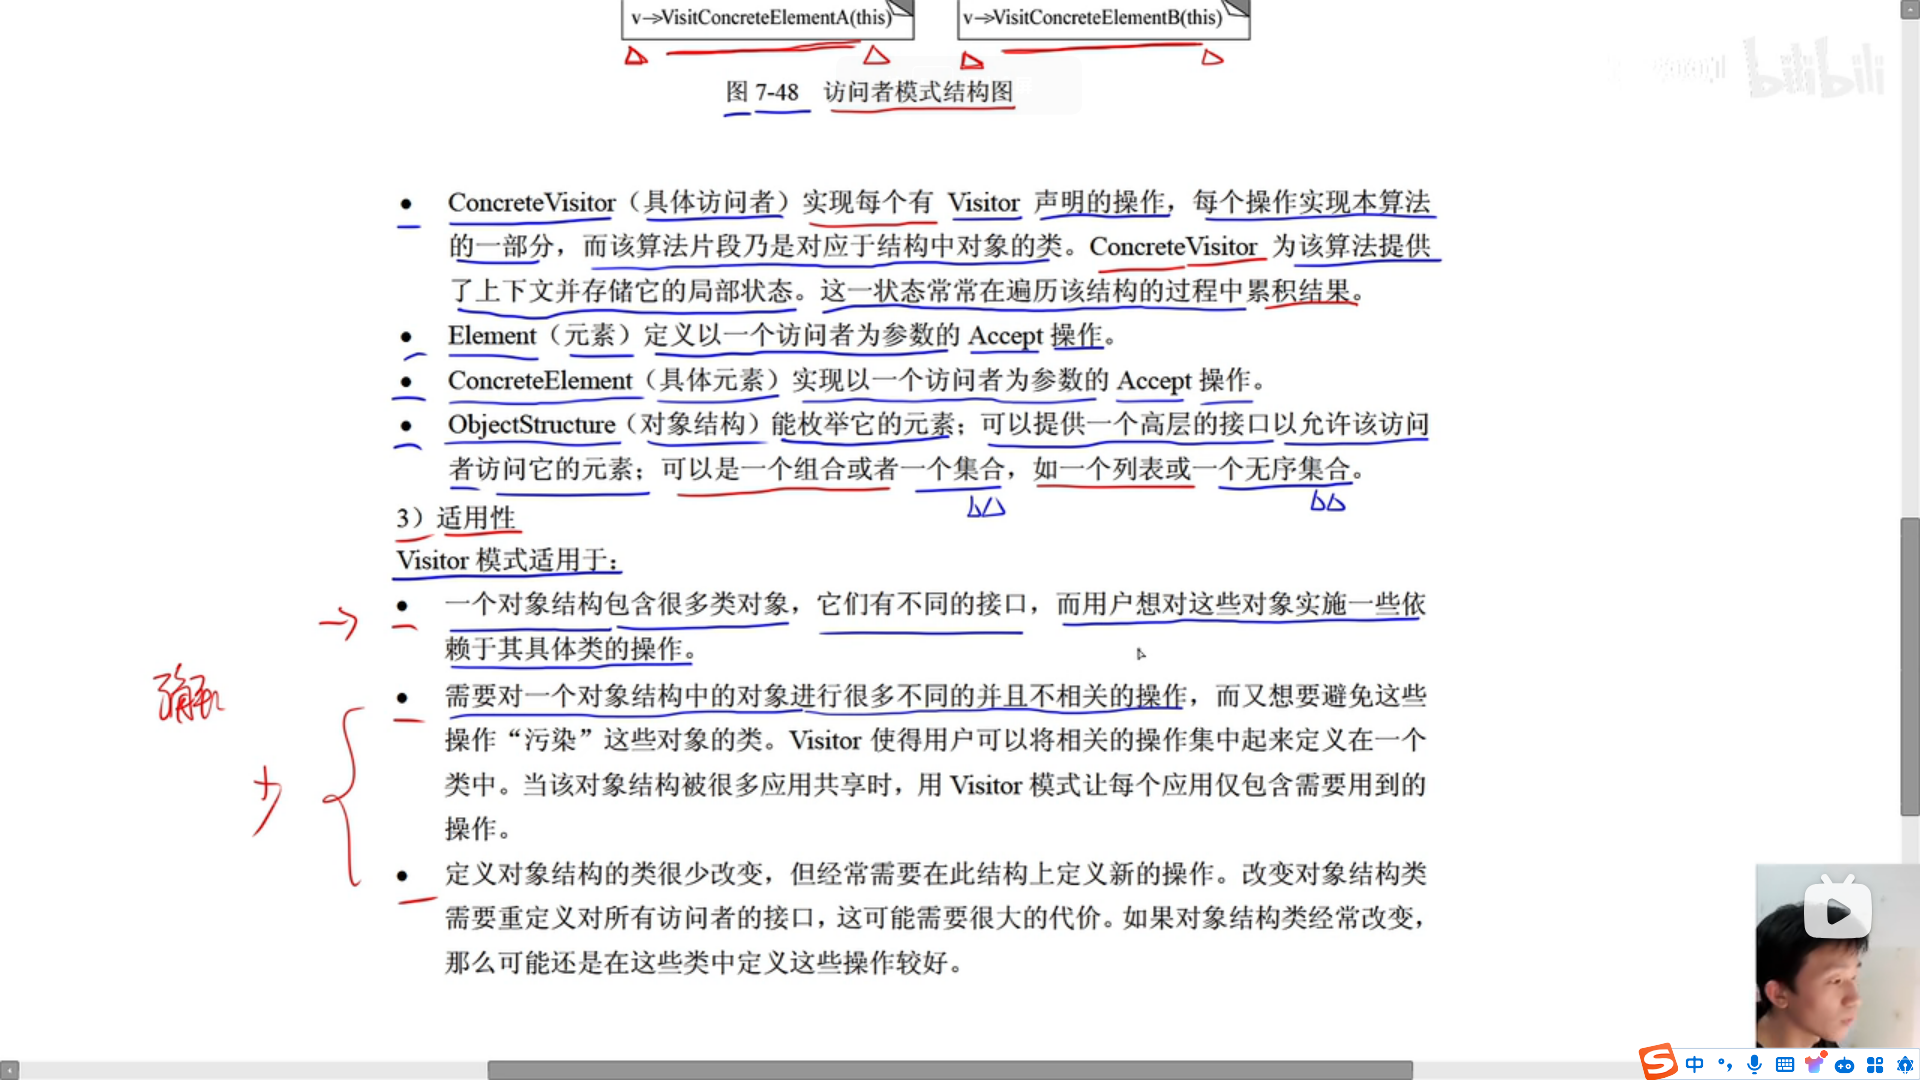 v->VisitConcreteElementA(this)
v->VisitConcreteElementB(this)
bilibili
图 7-48 访问者模式结构图
● ConcreteVisitor（具体访问者）实现每个有 Visitor 声明的操作，每个操作实现本算法
的一部分，而该算法片段乃是对应于结构中对象的类。ConcreteVisitor 为该算法提供
了上下文并存储它的局部状态。这一状态常常在遍历该结构的过程中累积结果。
● Element（元素）定义以一个访问者为参数的 Accept 操作。
● ConcreteElement（具体元素）实现以一个访问者为参数的 Accept 操作。
● ObjectStructure（对象结构）能枚举它的元素；可以提供一个高层的接口以允许该访问
者访问它的元素；可以是一个组合或者一个集合，如一个列表或一个无序集合。
3）适用性
Visitor 模式适用于：
● 一个对象结构包含很多类对象，它们有不同的接口，而用户想对这些对象实施一些依
赖于其具体类的操作。
● 需要对一个对象结构中的对象进行很多不同的并且不相关的操作，而又想要避免这些
操作“污染”这些对象的类。Visitor 使得用户可以将相关的操作集中起来定义在一个
类中。当该对象结构被很多应用共享时，用 Visitor 模式让每个应用仅包含需要用到的
操作。
● 定义对象结构的类很少改变，但经常需要在此结构上定义新的操作。改变对象结构类
需要重定义对所有访问者的接口，这可能需要很大的代价。如果对象结构类经常改变，
那么可能还是在这些类中定义这些操作较好。
中